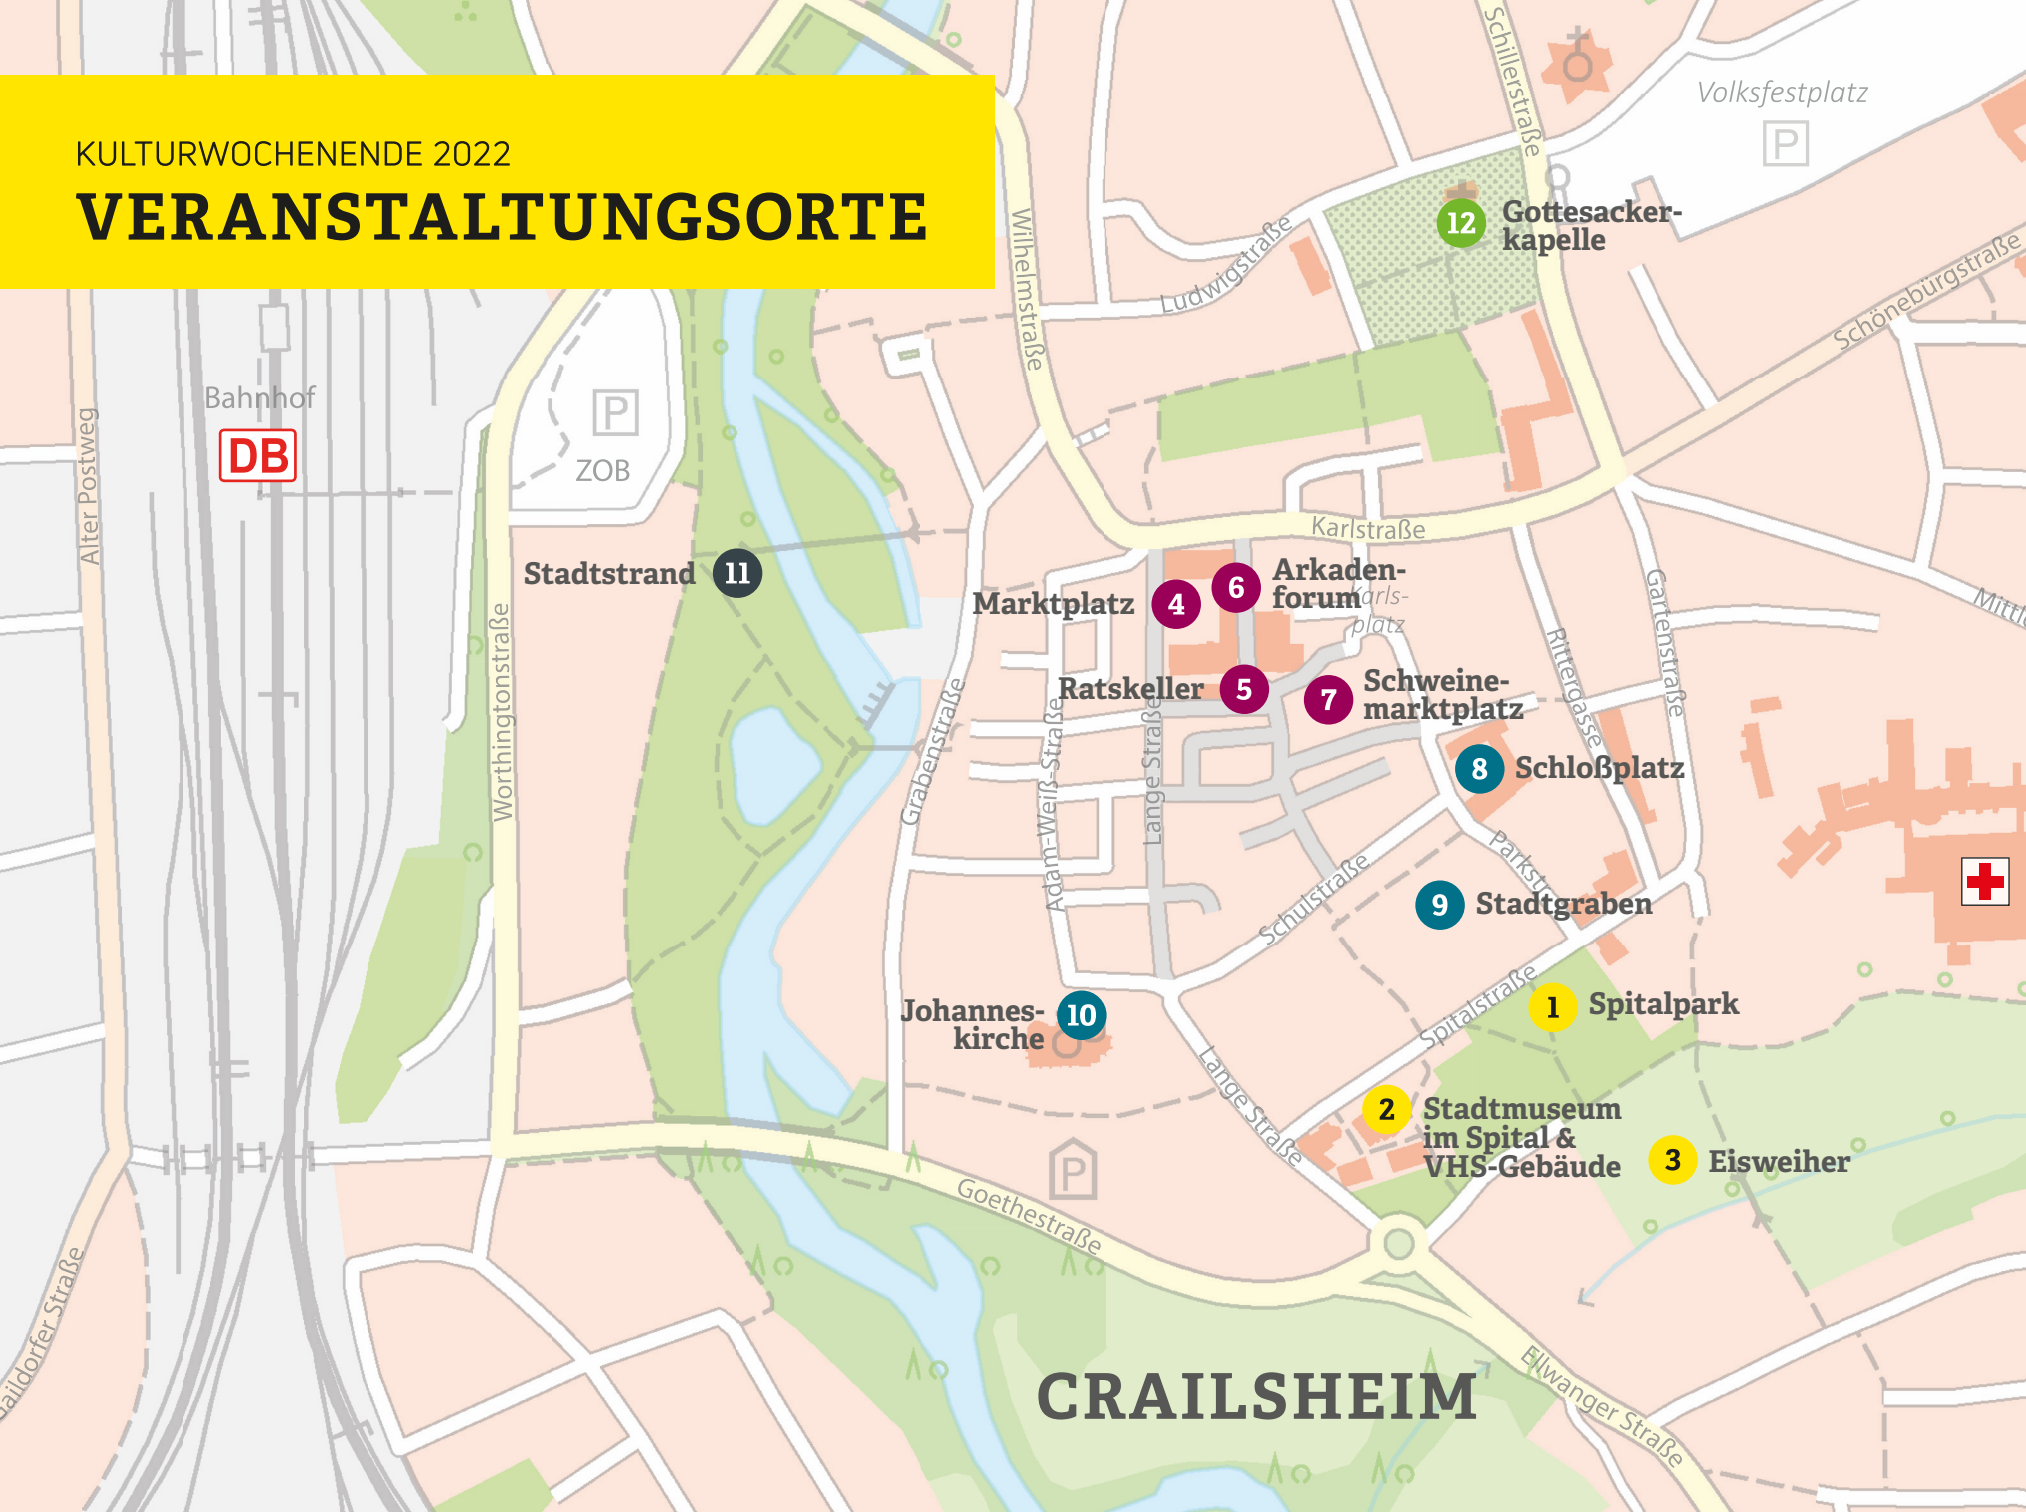 KULTURWOCHENENDE 2022
VERANSTALTUNGSORTE
Volksfestplatz
P
Schillerstraße
12
Gottesacker-
kapelle
Ludwigstraße
Wilhelmstraße
Schönebürgstraße
Bahnhof
DB
P
ZOB
Alter Postweg
Karlstraße
Stadtstrand
11
Marktplatz
4
6
Arkaden-
forum
Karls-
platz
Ratskeller
5
7
Schweine-
marktplatz
Gartenstraße
Rittergasse
Worthingtonstraße
Grabenstraße
Adam-Weiß-Straße
Lange Straße
8
Schloßplatz
Schulstraße
9
Stadtgraben
Johannes-
kirche
10
Spitalstraße
1
Spitalpark
Lange Straße
2
Stadtmuseum
im Spital &
VHS-Gebäude
3
Eisweiher
P
Goethestraße
CRAILSHEIM
Ellwanger Straße